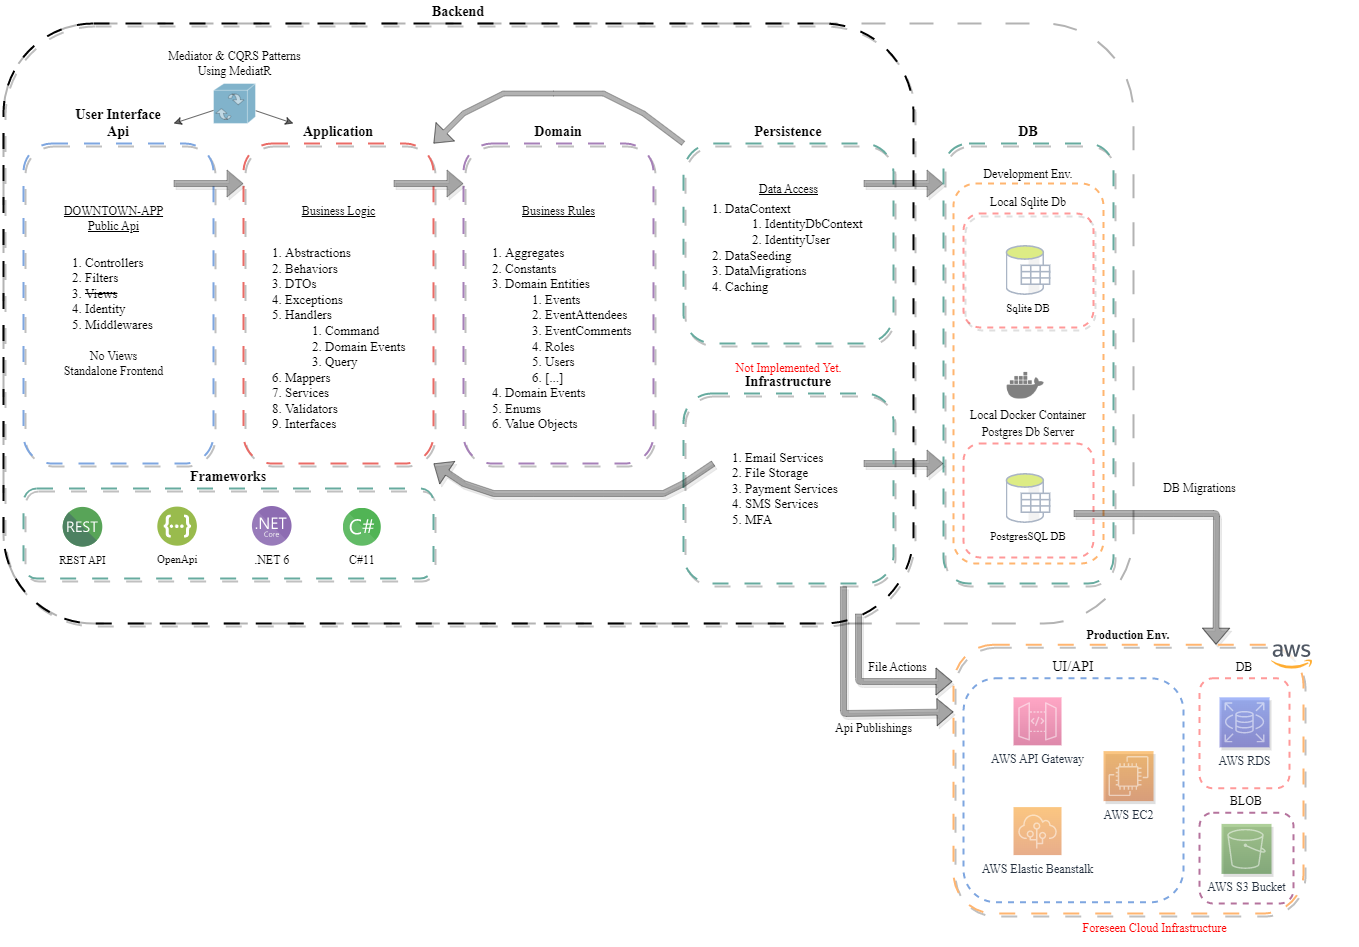 Backend
Mediator & CQRS Patterns
Using MediatR
User Interface
Api
DOWNTOWN-APP
Public Api
1. Controllers
2. Filters
3. Views
4. Identity
5. Middlewares
No Views
Standalone Frontend
Application
Business Logic
1. Abstractions
2. Behaviors
3. DTOs
4. Exceptions
5. Handlers
1. Command
2. Domain Events
3. Query
6. Mappers
7. Services
8. Validators
9. Interfaces
Domain
Business Rules
1. Aggregates
2. Constants
3. Domain Entities
1. Events
2. EventAttendees
3. EventComments
4. Roles
5. Users
6. [...]
4. Domain Events
5. Enums
6. Value Objects
Persistence
Data Access
1. DataContext
1. IdentityDbContext
2. IdentityUser
2. DataSeeding
3. DataMigrations
4. Caching
Not Implemented Yet.
Infrastructure
1. Email Services
2. File Storage
3. Payment Services
4. SMS Services
5. MFA
DB
Development Env.
Local Sqlite Db
Sqlite DB
Local Docker Container
Postgres Db Server
PostgresSQL DB
Frameworks
REST
REST API
{···}
OpenApi
.NET
Core
.NET 6
C#
C#11
DB Migrations
File Actions
Api Publishings
Production Env.
aws
UI/API
AWS API Gateway
AWS EC2
AWS Elastic Beanstalk
DB
AWS RDS
BLOB
AWS S3 Bucket
Foreseen Cloud Infrastructure